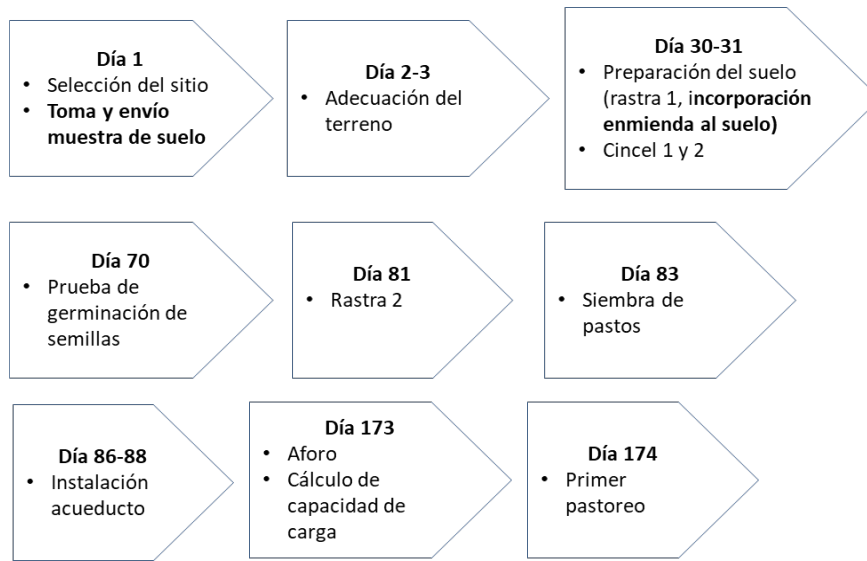 Día 1
• Selección del sitio
• Toma y envío
muestra de suelo
Día 2-3
• Adecuación del
terreno
Día 30-31
• Preparación del suelo
(rastra 1, incorporación
enmienda al suelo)
• Cincel 1 y 2
Día 70
• Prueba de
germinación de
semillas
Día 81
• Rastra 2
Día 83
• Siembra de
pastos
Día 86-88
• Instalación
acueducto
Día 173
• Aforo
• Cálculo de
capacidad de
carga
Día 174
• Primer
pastoreo